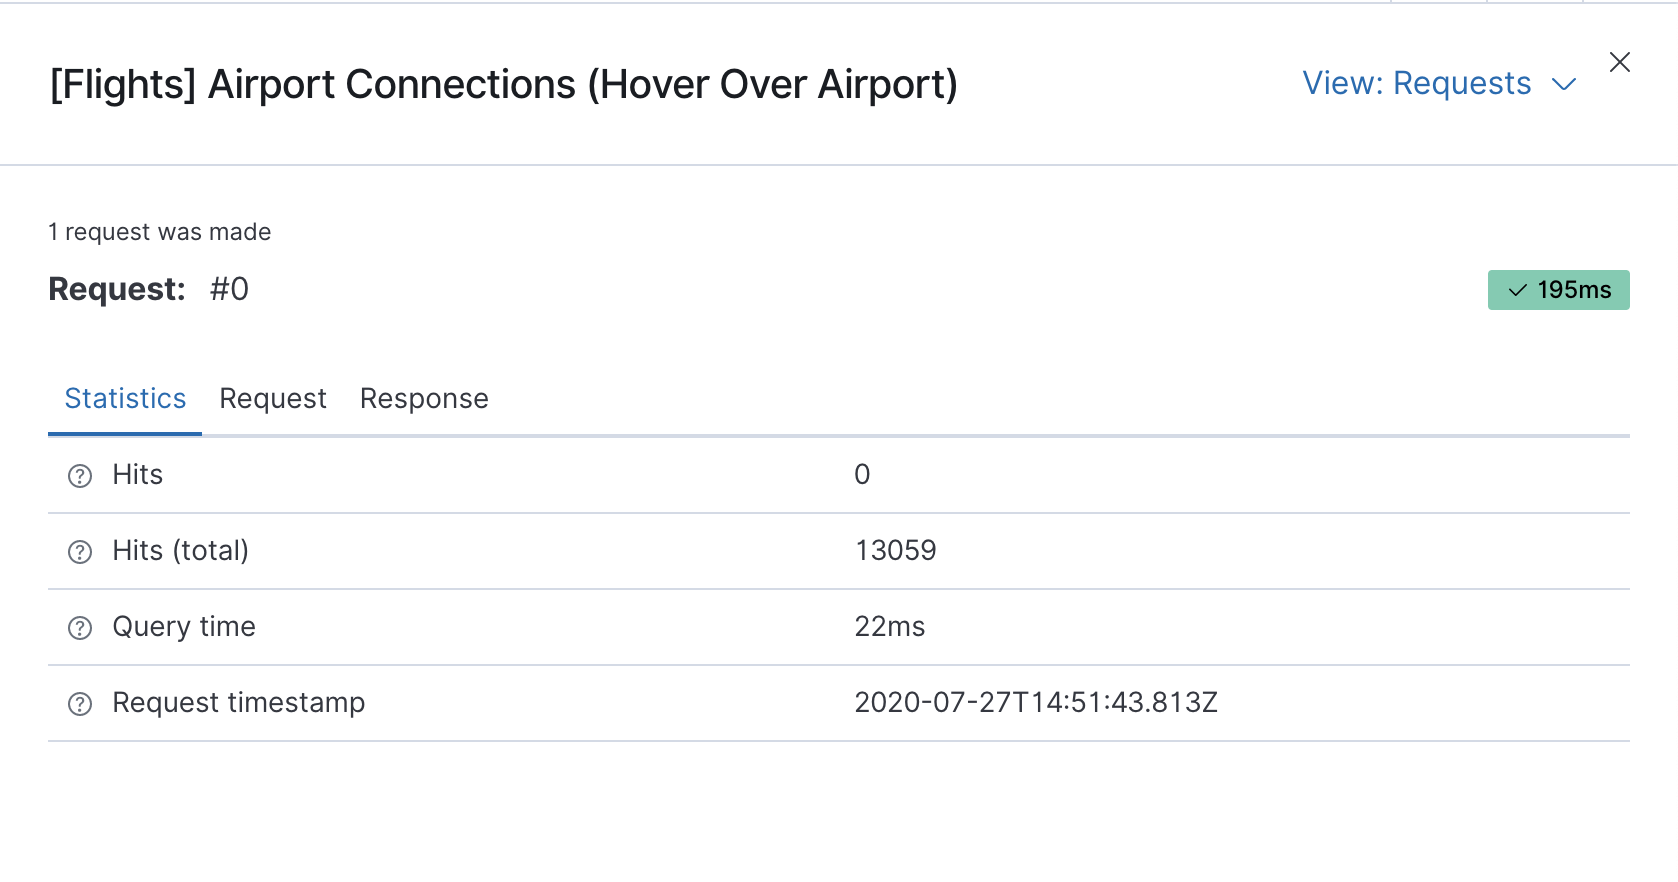 [Flights] Airport Connections (Hover Over Airport)
View: Requests
1 request was made
Request: #0
195ms
Statistics Request Response
Hits 0
Hits (total) 13059
Query time 22ms
Request timestamp 2020-07-27T14:51:43.813Z